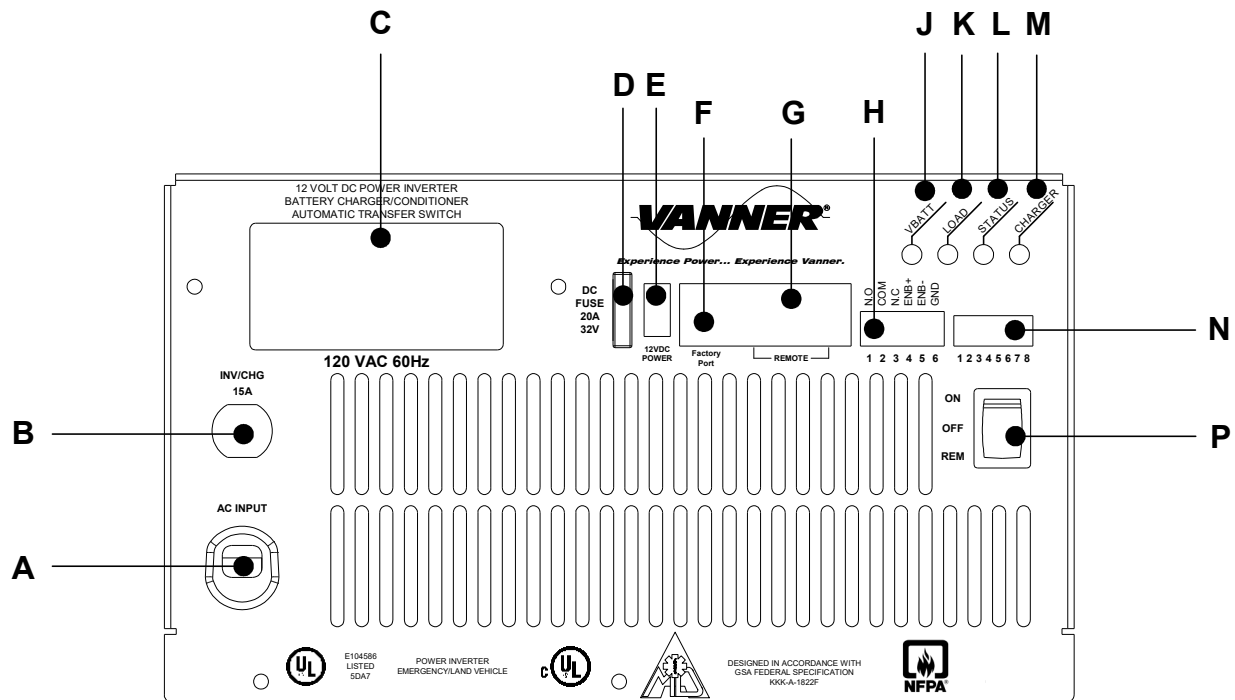 C
J K L M
D E
F G H
12 VOLT DC POWER INVERTER
BATTERY CHARGER/CONDITIONER
AUTOMATIC TRANSFER SWITCH
VANNER®
Experience Power... Experience Vanner.
VBATT
LOAD
STATUS
CHARGER
DC
FUSE
20A
32V
12VDC
POWER
Factory
Port
REMOTE
N.O
COM
N.C
ENB+
ENB-
GND
1 2 3 4 5 6
1 2 3 4 5 6 7 8
N
120 VAC 60Hz
INV/CHG
15A
B
ON
OFF
REM
P
AC INPUT
A
UL
E104586
LISTED
5DA7
POWER INVERTER
EMERGENCY/LAND VEHICLE
C UL
AMD
DESIGNED IN ACCORDANCE WITH
GSA FEDERAL SPECIFICATION
KKK-A-1822F
NFPA®